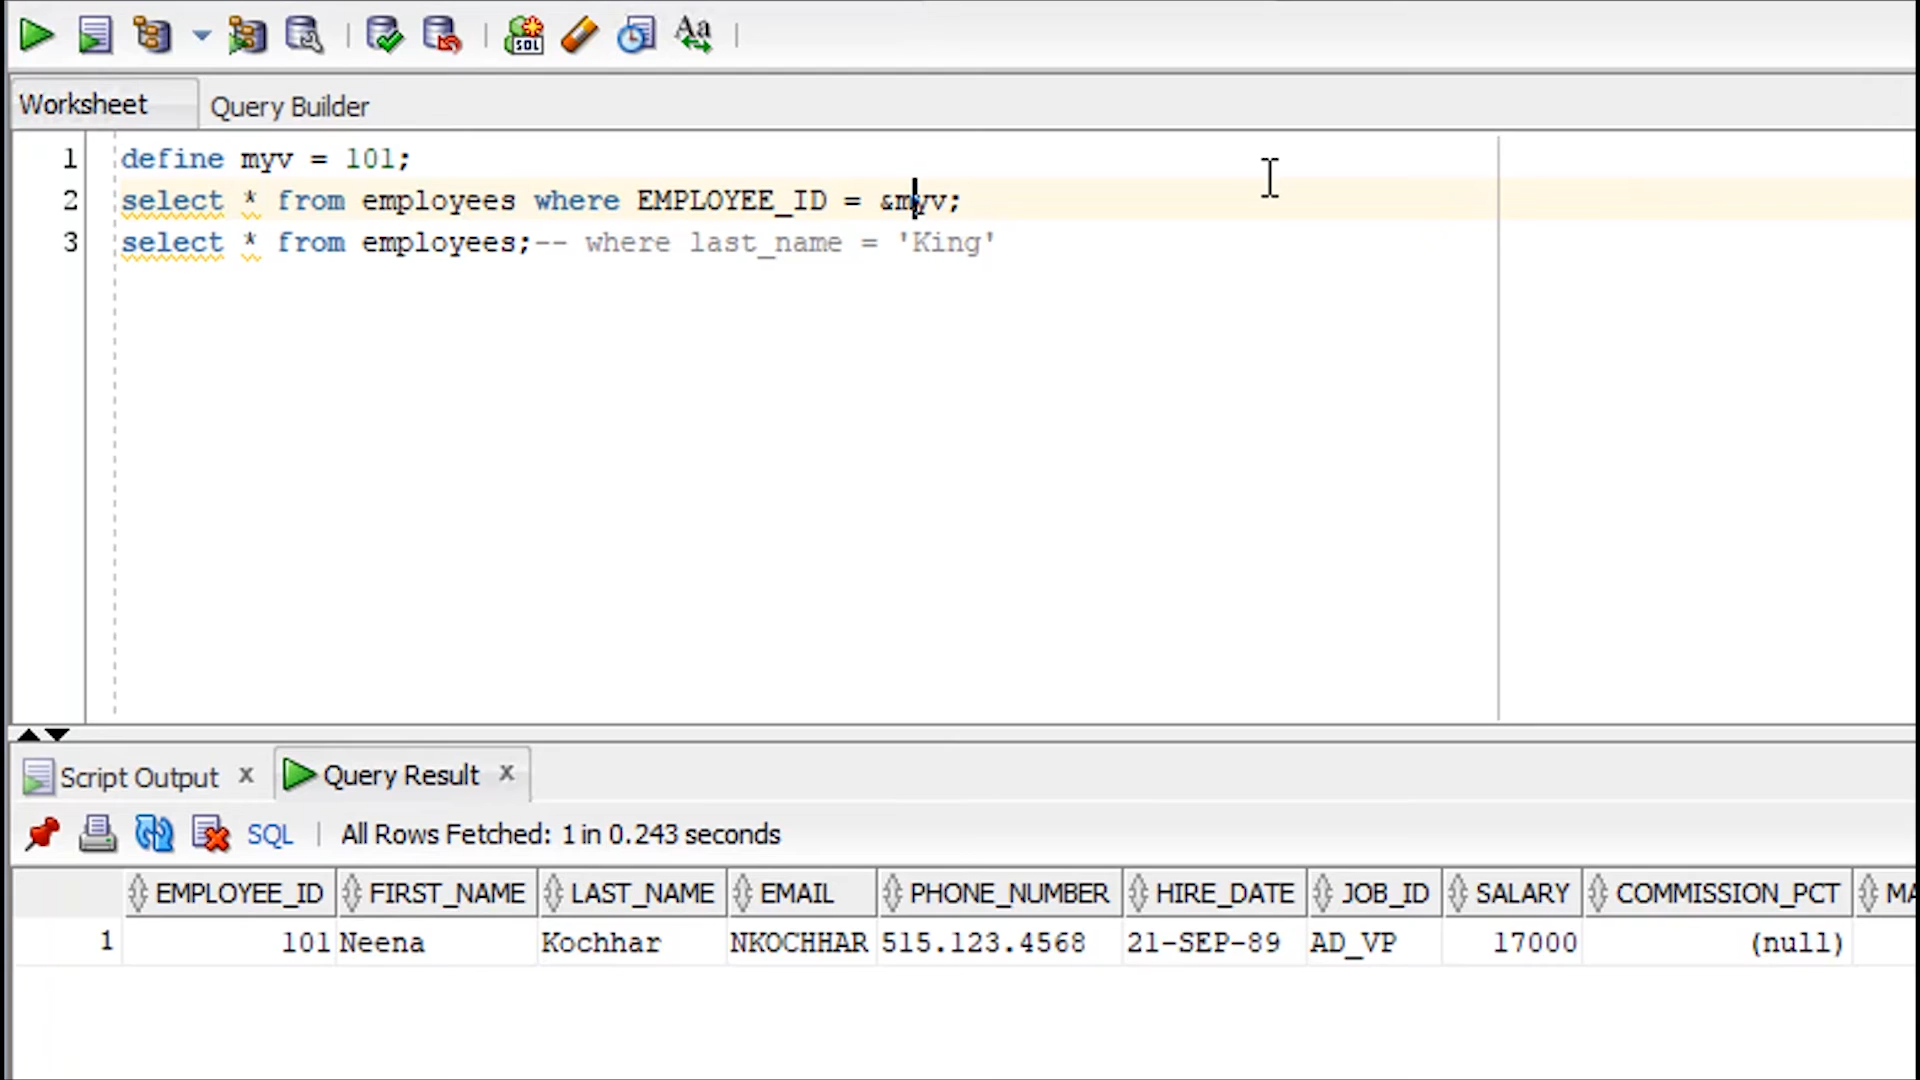 SQL Aa
Worksheet Query Builder
1 define myv = 101;
2 select * from employees where EMPLOYEE_ID = &myv;
3 select * from employees;-- where last_name = 'King'
Script Output x Query Result x
SQL | All Rows Fetched: 1 in 0.243 seconds
EMPLOYEE_ID FIRST_NAME LAST_NAME EMAIL PHONE_NUMBER HIRE_DATE JOB_ID SALARY COMMISSION_PCT MA
1 101 Neena Kochhar NKOCHHAR 515.123.4568 21-SEP-89 AD_VP 17000 (null)